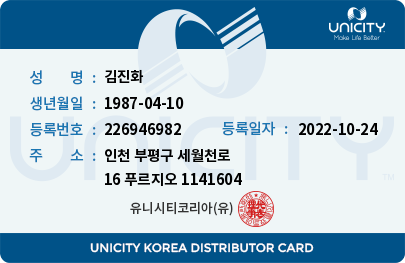 UNICITY
Make Life Better
성 명 : 김진화
생년월일 : 1987-04-10
등록번호 : 226946982 등록일자 : 2022-10-24
주 소 : 인천 부평구 세월천로
16 푸르지오 1141604
유니시티코리아(유)
UNICITY
TM
UNICITY KOREA DISTRIBUTOR CARD